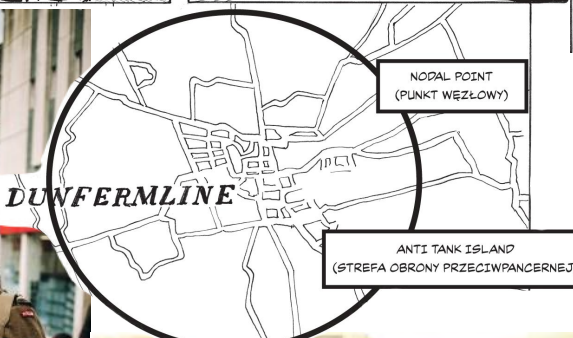 NODAL POINT
(PUNKT WĘZŁOWY)
DUNFERMLINE
ANTI TANK ISLAND
(STREFA OBRONY PRZECIWPANCERNEJ